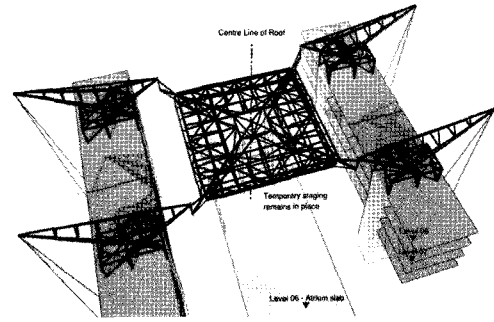 Centre Line of Roof
Temporary staging
remains in place
Level 06
Level 06 - Atrium slab